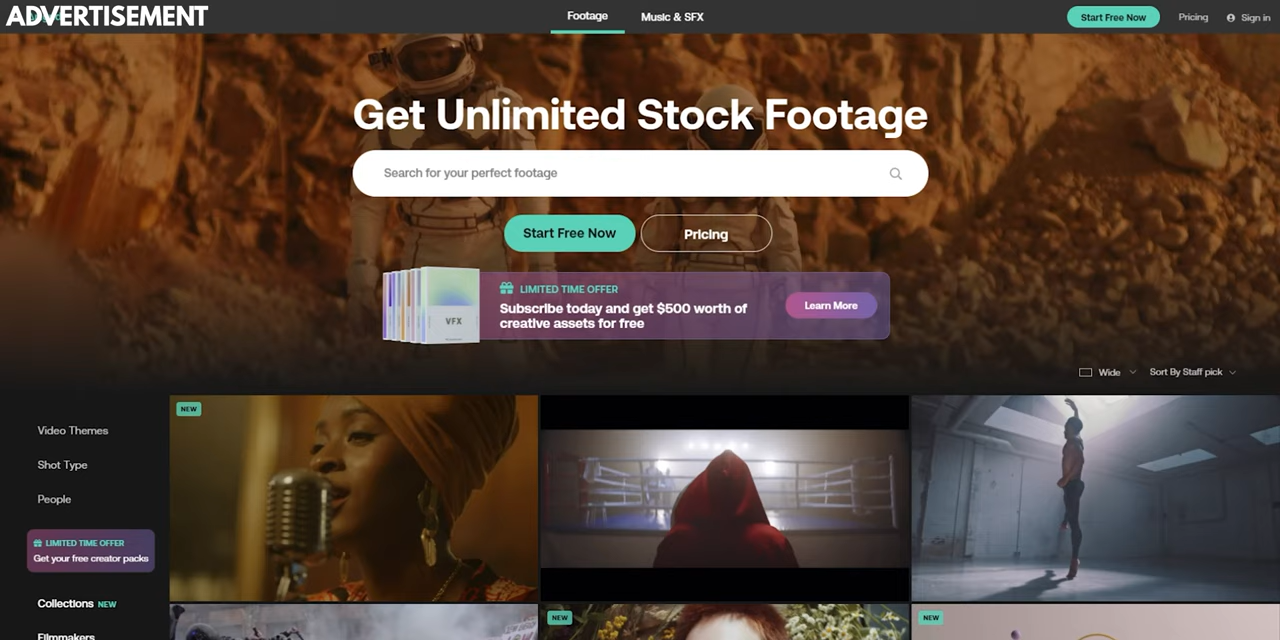 ADVERTISEMENT
Footage
Music & SFX
Start Free Now
Pricing
Sign in
Get Unlimited Stock Footage
Search for your perfect footage
Start Free Now
Pricing
VFX
LIMITED TIME OFFER
Subscribe today and get $500 worth of
creative assets for free
Learn More
Wide
Sort By Staff pick
Video Themes
Shot Type
People
LIMITED TIME OFFER
Get your free creator packs
Collections NEW
Filmmakers
NEW
NEW
NEW